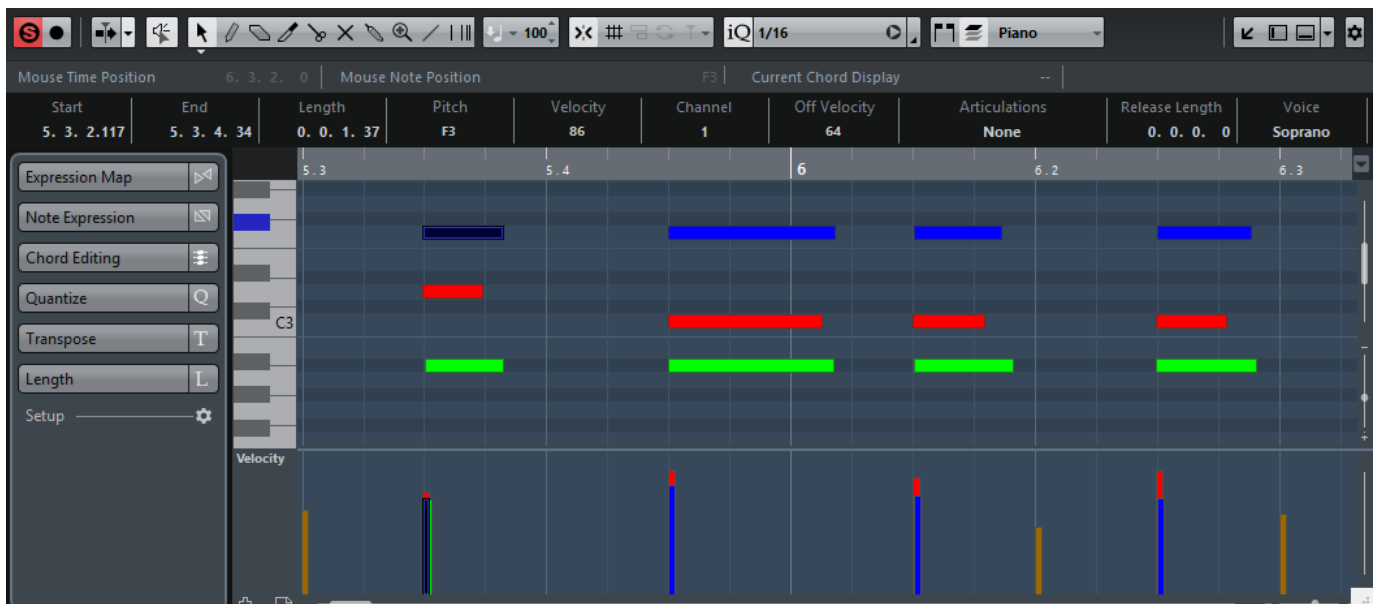 S 100 iQ 1/16 Piano
Mouse Time Position 6. 3. 2. 0 Mouse Note Position F3 Current Chord Display --
Start End Length Pitch Velocity Channel Off Velocity Articulations Release Length Voice
5. 3. 2.117 5. 3. 4. 34 0. 0. 1. 37 F3 86 1 64 None 0. 0. 0. 0 Soprano
5.3 5.4 6 6.2 6.3
Expression Map
Note Expression
Chord Editing
Quantize Q
C3
Transpose T
Length L
Setup
Velocity